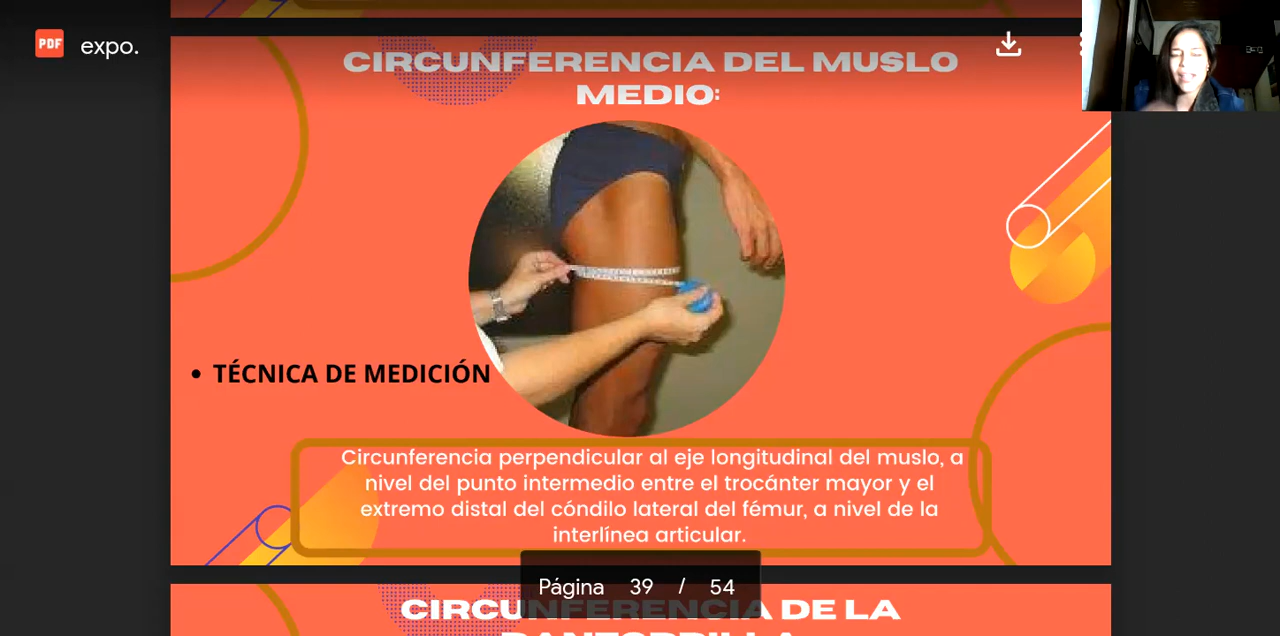 PDF expo.
CIRCUNFERENCIA DEL MUSLO
MEDIO:
• TÉCNICA DE MEDICIÓN
Circunferencia perpendicular al eje longitudinal del muslo, a
nivel del punto intermedio entre el trocánter mayor y el
extremo distal del cóndilo lateral del fémur, a nivel de la
interlínea articular.
Página 39 / 54
CIRCUNFERENCIA DE LA